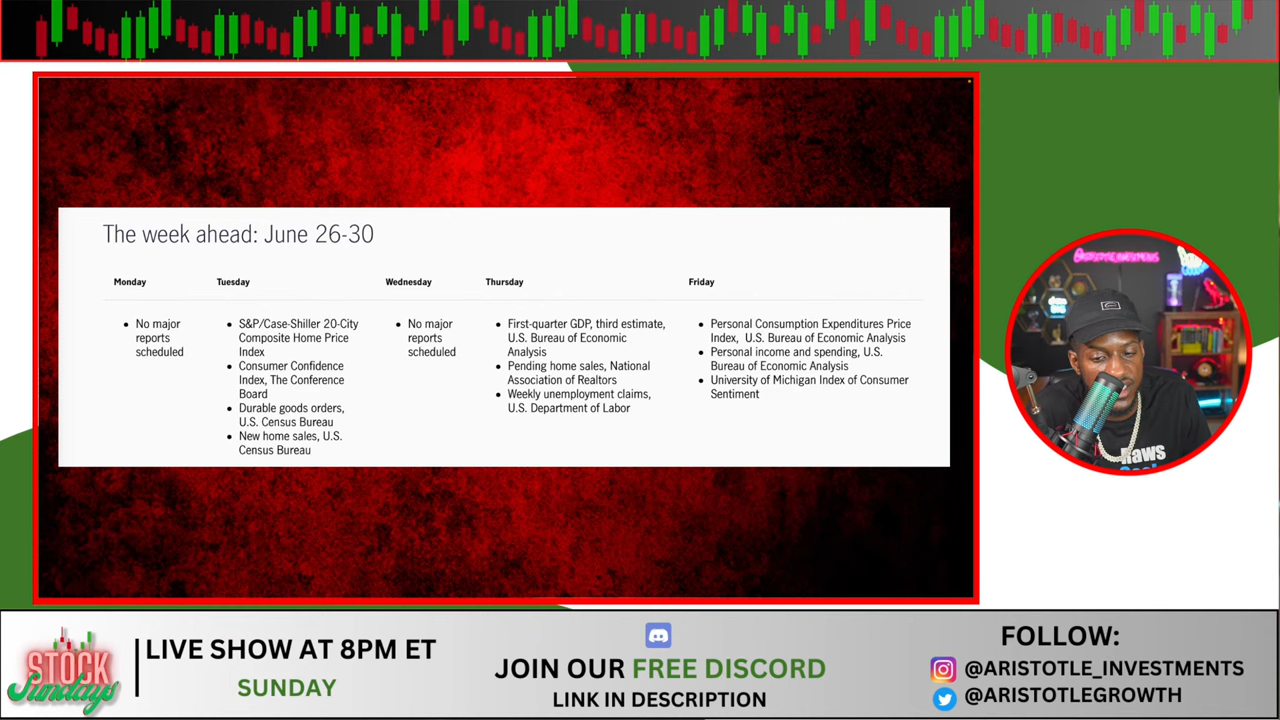 The week ahead: June 26-30
Monday
No major
reports
scheduled
Tuesday
S&P/Case-Shiller 20-City
Composite Home Price
Index
Consumer Confidence
Index, The Conference
Board
Durable goods orders,
U.S. Census Bureau
New home sales, U.S.
Census Bureau
Wednesday
No major
reports
scheduled
Thursday
First-quarter GDP, third estimate,
U.S. Bureau of Economic
Analysis
Pending home sales, National
Association of Realtors
Weekly unemployment claims,
U.S. Department of Labor
Friday
Personal Consumption Expenditures Price
Index, U.S. Bureau of Economic Analysis
Personal income and spending, U.S.
Bureau of Economic Analysis
University of Michigan Index of Consumer
Sentiment
STOCK
Sundays
LIVE SHOW AT 8PM ET
SUNDAY
JOIN OUR FREE DISCORD
LINK IN DESCRIPTION
FOLLOW:
@ARISTOTLE_INVESTMENTS
@ARISTOTLEGROWTH